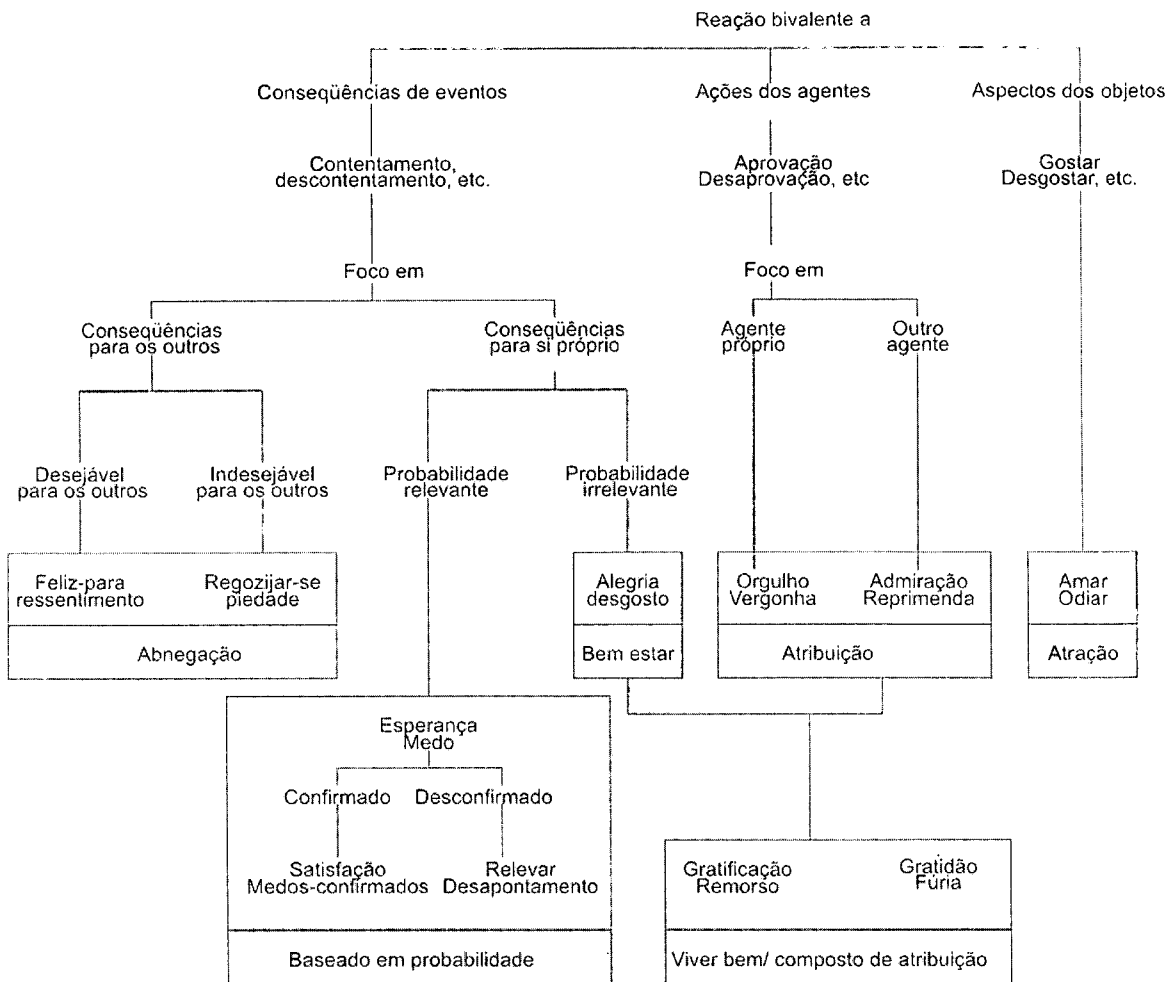 Reação bivalente a
Conseqüências de eventos
Ações dos agentes
Aspectos dos objetos
Contentamento,
descontentamento, etc.
Aprovação
Desaprovação, etc
Gostar
Desgostar, etc.
Foco em
Foco em
Conseqüências
para os outros
Conseqüências
para si próprio
Agente
próprio
Outro
agente
Desejável
para os outros
Indesejável
para os outros
Probabilidade
relevante
Probabilidade
irrelevante
Feliz-para
ressentimento
Regozijar-se
piedade
Abnegação
Alegria
desgosto
Bem estar
Orgulho
Vergonha
Admiração
Reprimenda
Atribuição
Amar
Odiar
Atração
Esperança
Medo
Confirmado
Desconfirmado
Satisfação
Medos-confirmados
Relevar
Desapontamento
Baseado em probabilidade
Gratificação
Remorso
Gratidão
Fúria
Viver bem/ composto de atribuição